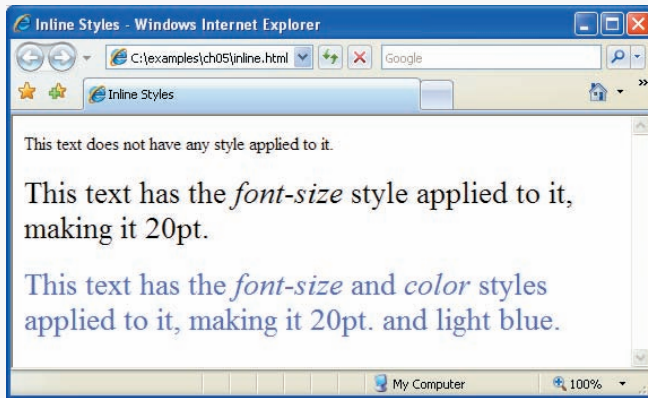 Inline Styles - Windows Internet Explorer
C:\examples\ch05\inline.html
Google
Inline Styles
This text does not have any style applied to it.
This text has the font-size style applied to it,
making it 20pt.
This text has the font-size and color styles
applied to it, making it 20pt. and light blue.
My Computer
100%